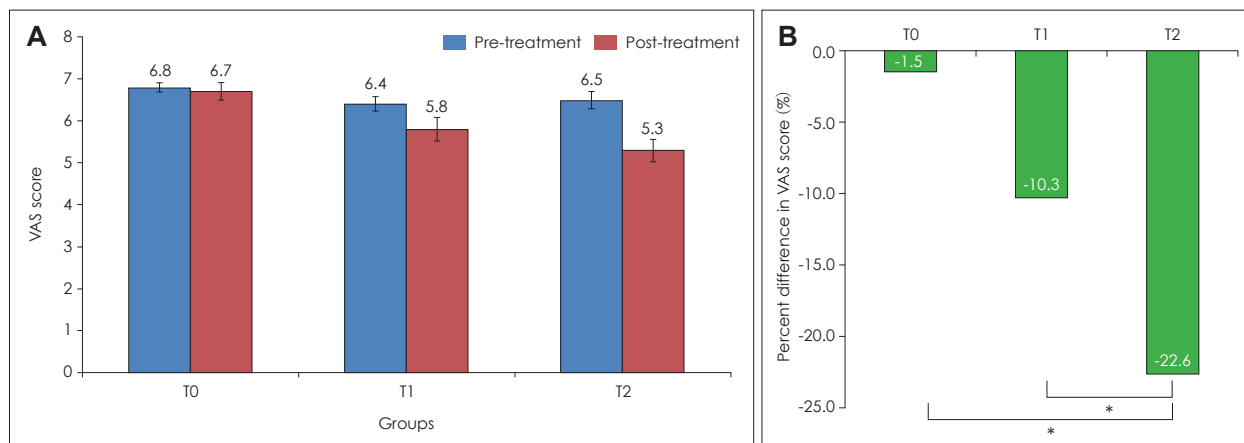 A
Pre-treatment Post-treatment
8
7
6
5
4
3
2
1
0
VAS score
6.8 6.7
6.4 5.8
6.5 5.3
T0 T1 T2
Groups
B
T0 T1 T2
0.0
-5.0
-10.0
-15.0
-20.0
-25.0
Percent difference in VAS score (%)
-1.5
-10.3
-22.6
*
*